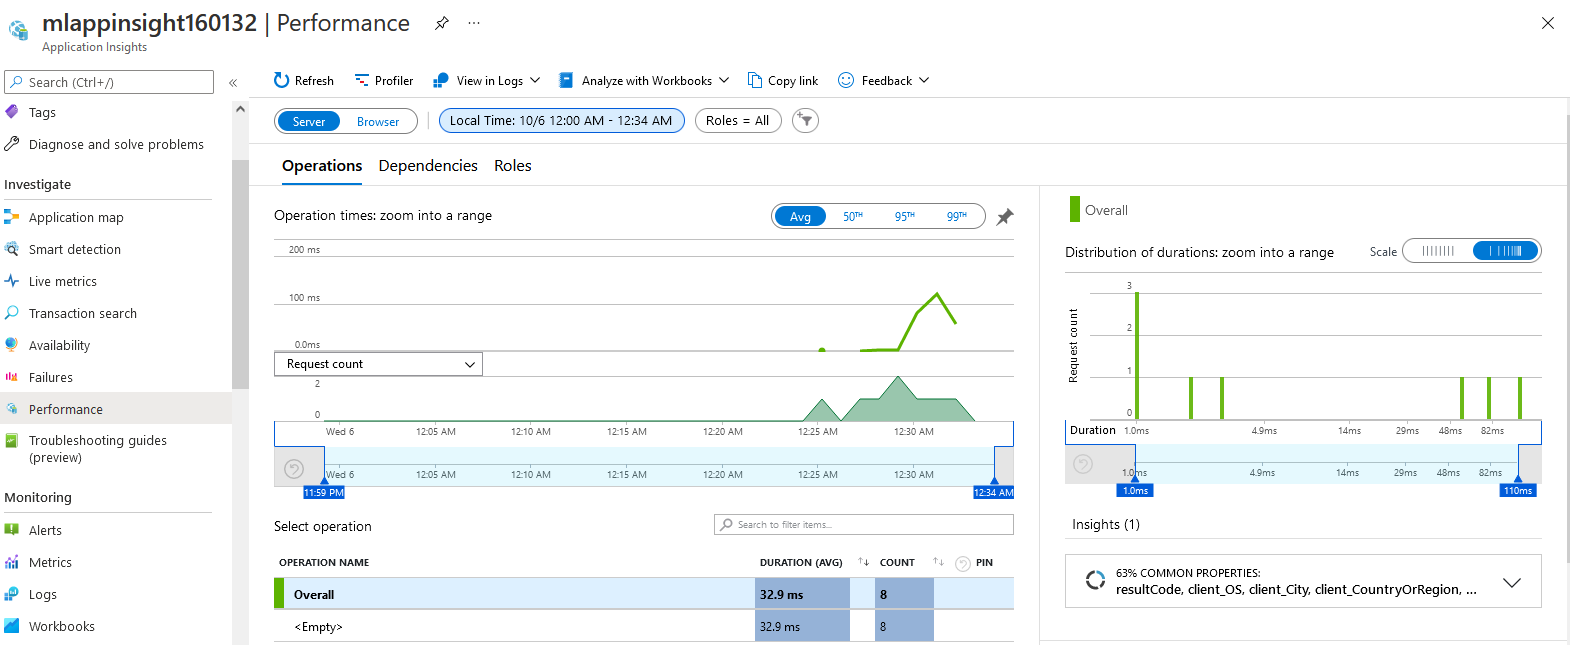 mlappinsight160132 | Performance
Application Insights
Search (Ctrl+/)
Tags
Diagnose and solve problems
Investigate
Application map
Smart detection
Live metrics
Transaction search
Availability
Failures
Performance
Troubleshooting guides
(preview)
Monitoring
Alerts
Metrics
Logs
Workbooks
Refresh
Profiler
View in Logs
Analyze with Workbooks
Copy link
Feedback
Server
Browser
Local Time: 10/6 12:00 AM - 12:34 AM
Roles = All
Operations
Dependencies
Roles
Operation times: zoom into a range
Avg
50TH
95TH
99TH
200 ms
100 ms
0.0ms
Request count
2
0
Wed 6
12:05 AM
12:10 AM
12:15 AM
12:20 AM
12:25 AM
12:30 AM
Wed 6
12:05 AM
12:10 AM
12:15 AM
12:20 AM
12:25 AM
12:30 AM
11:59 PM
12:34 AM
Select operation
Search to filter items...
OPERATION NAME
DURATION (AVG)
COUNT
PIN
Overall
32.9 ms
8
<Empty>
32.9 ms
8
Overall
Distribution of durations: zoom into a range
Scale
Request count
3
2
1
0
Duration
1.0ms
4.9ms
14ms
29ms
48ms
82ms
1.0ms
4.9ms
14ms
29ms
48ms
82ms
1.0ms
110ms
Insights (1)
63% COMMON PROPERTIES:
resultCode, client_OS, client_City, client_CountryOrRegion, ...